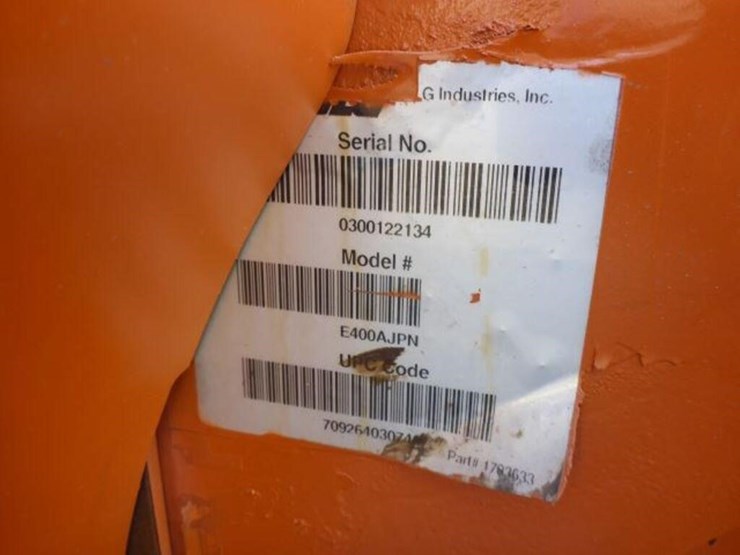 G Industries, Inc.
Serial No.
0300122134
Model #
E400AJPN
UPC Code
Part# 1703633